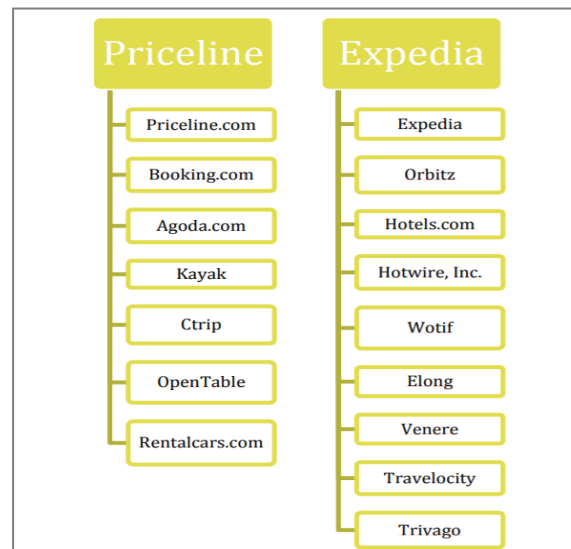 Priceline
Priceline.com
Booking.com
Agoda.com
Kayak
Ctrip
OpenTable
Rentalcars.com
Expedia
Expedia
Orbitz
Hotels.com
Hotwire, Inc.
Wotif
Elong
Venere
Travelocity
Trivago